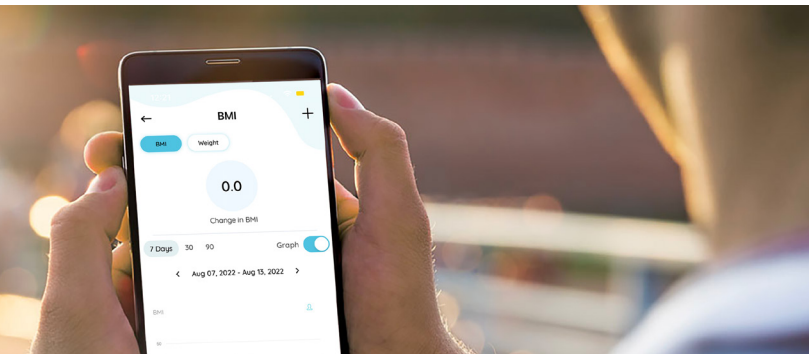 BMI
BMI Weight
0.0
Change in BMI
7 Days 30 90 Graph
Aug 07, 2022 - Aug 13, 2022
BMI